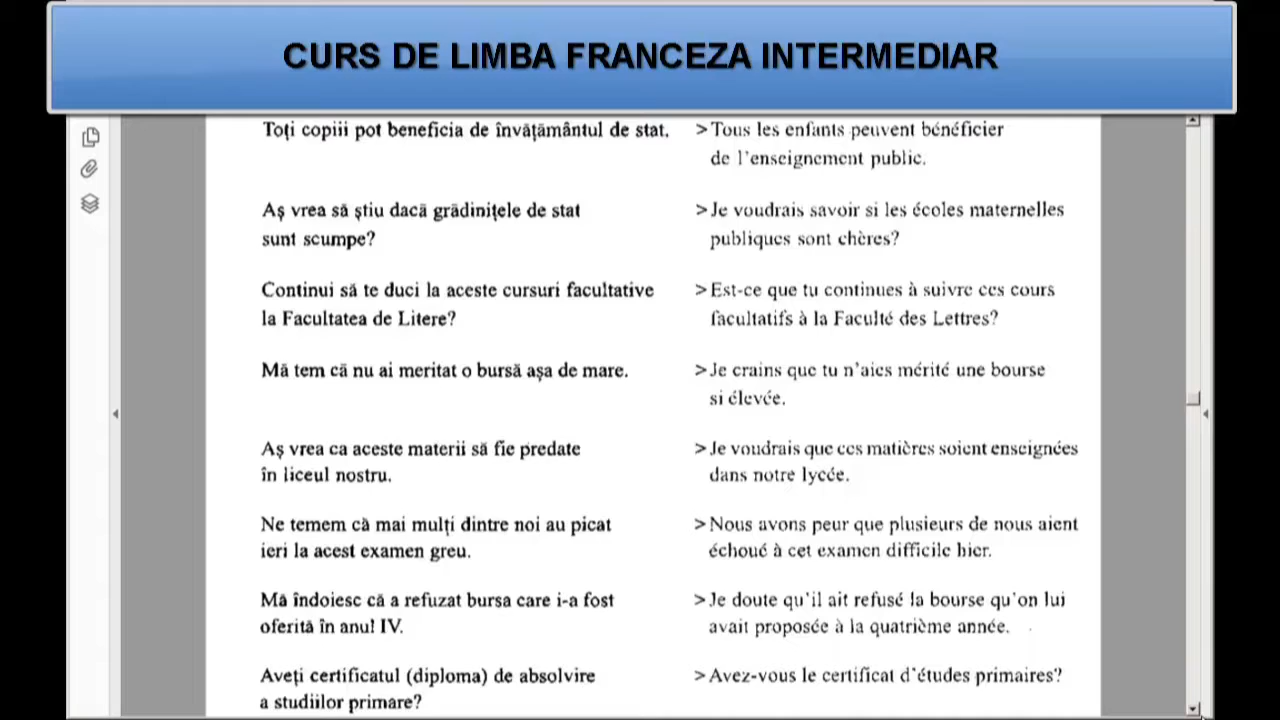 CURS DE LIMBA FRANCEZA INTERMEDIAR
Toți copiii pot beneficia de învățământul de stat.
>Tous les enfants peuvent bénéficier
de l'enseignement public.
Aș vrea să știu dacă grădinițele de stat
sunt scumpe?
>Je voudrais savoir si les écoles maternelles
publiques sont chères?
Continui să te duci la aceste cursuri facultative
la Facultatea de Litere?
>Est-ce que tu continues à suivre ces cours
facultatifs à la Faculté des Lettres?
Mă tem că nu ai meritat o bursă așa de mare.
>Je crains que tu n'aies mérité une bourse
si élevée.
Aș vrea ca aceste materii să fie predate
în liceul nostru.
>Je voudrais que ces matières soient enseignées
dans notre lycée.
Ne temem că mai mulți dintre noi au picat
ieri la acest examen greu.
>Nous avons peur que plusieurs de nous aient
échoué à cet examen difficile hier.
Mă îndoiesc că a refuzat bursa care i-a fost
oferită în anul IV.
>Je doute qu'il ait refusé la bourse qu'on lui
avait proposée à la quatrième année.
Aveți certificatul (diploma) de absolvire
a studiilor primare?
>Avez-vous le certificat d'études primaires?